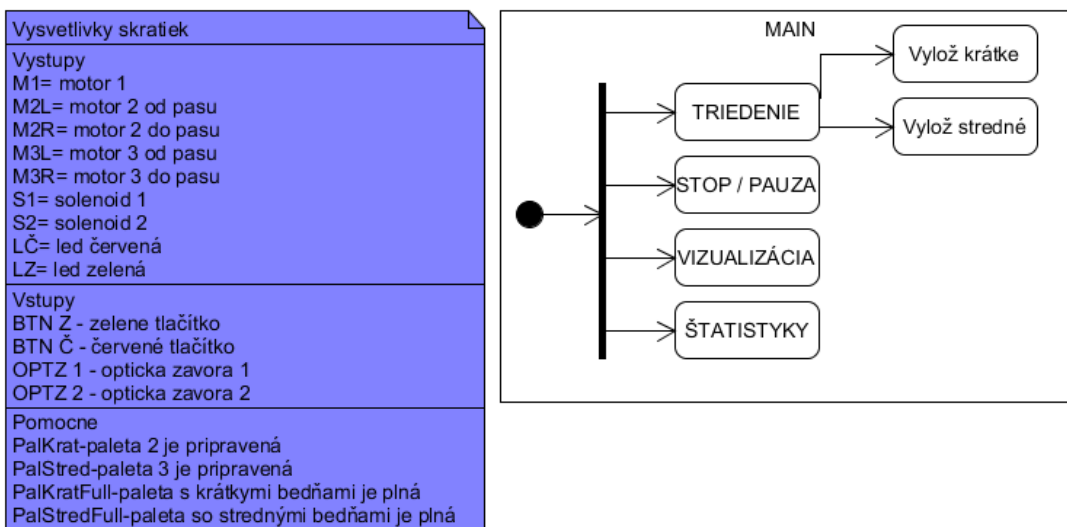 Vysvetlivky skratiek
Vystupy
M1= motor 1
M2L= motor 2 od pasu
M2R= motor 2 do pasu
M3L= motor 3 od pasu
M3R= motor 3 do pasu
S1= solenoid 1
S2= solenoid 2
LČ= led červená
LZ= led zelená
Vstupy
BTN Z - zelene tlačítko
BTN Č - červené tlačítko
OPTZ 1 - opticka zavora 1
OPTZ 2 - opticka zavora 2
Pomocne
PalKrat-paleta 2 je pripravená
PalStred-paleta 3 je pripravená
PalKratFull-paleta s krátkymi bedňami je plná
PalStredFull-paleta so strednými bedňami je plná
MAIN
Vylož krátke
TRIEDENIE
Vylož stredné
STOP / PAUZA
VIZUALIZÁCIA
ŠTATISTYKY